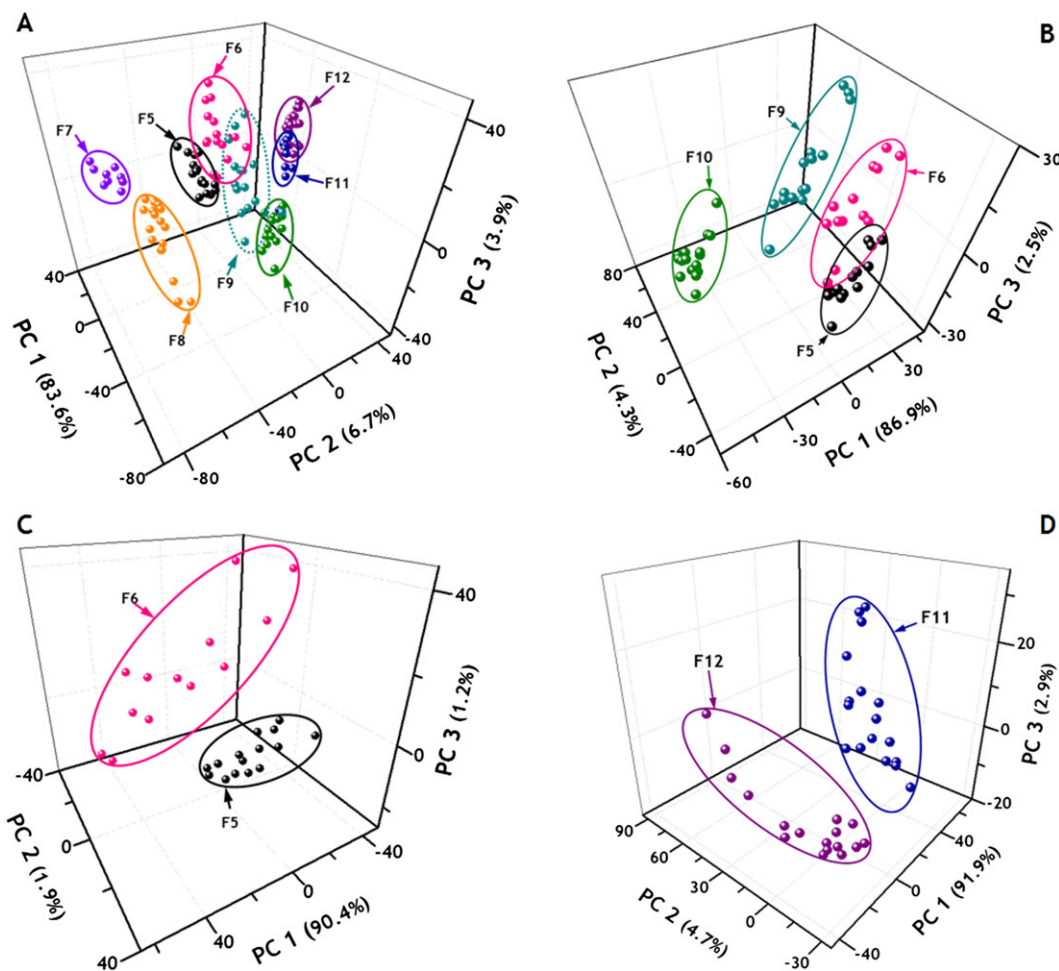 A
F6
F12
F7
F5
F11
F9
F10
F8
40
0
-40
-80
PC 1 (83.6%)
-80
-40
0
40
PC 2 (6.7%)
-40
0
40
PC 3 (3.9%)
B
F9
F10
F6
F5
80
40
0
-40
PC 2 (4.3%)
-60
-30
0
30
PC 1 (86.9%)
-30
0
30
PC 3 (2.5%)
C
F6
F5
-40
0
40
PC 2 (1.9%)
40
0
-40
PC 1 (90.4%)
0
40
PC 3 (1.2%)
D
F11
F12
90
60
30
0
-30
PC 2 (4.7%)
-40
0
40
PC 1 (91.9%)
-20
0
20
PC 3 (2.9%)